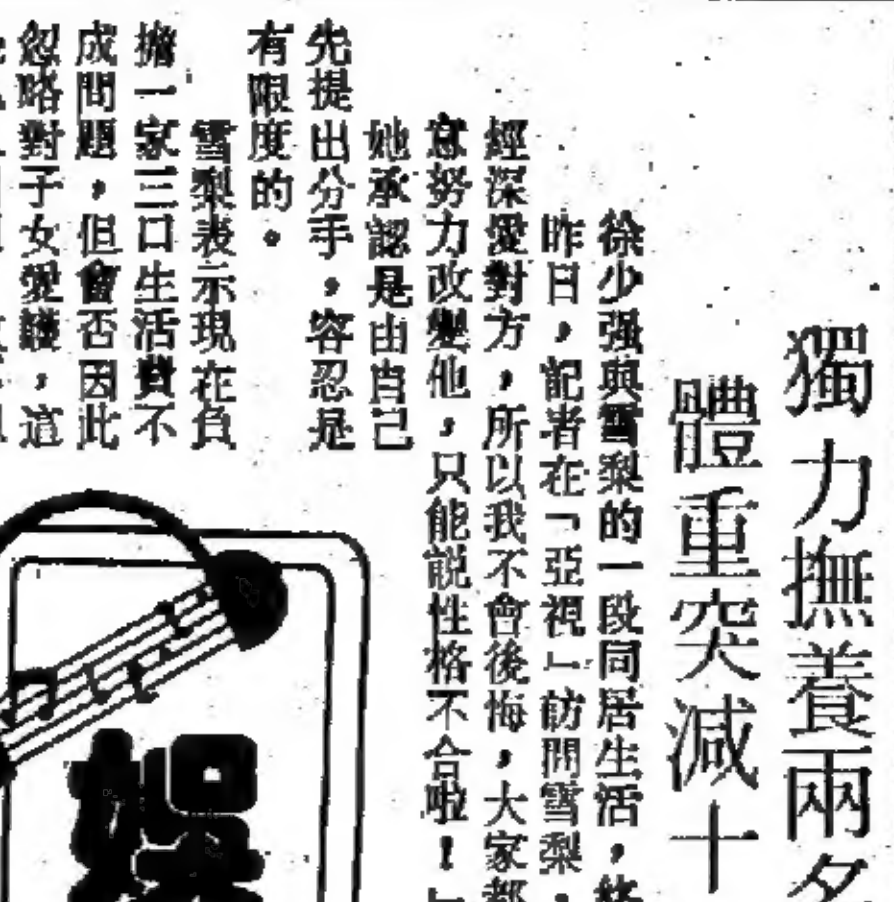 獨力撫養兩名
體重突減十
徐少强與雪梨的一段同居生活，終
昨日，記者在「亞視」訪問雪梨，
經深愛對方，所以我不會後悔，大家都
意努力改變他，只能說性格不合啦！」
她承認是由自己
先提出分手，容忍是
有限度的。
雪梨表示現在負
擔一家三口生活費不
成問題，但會否因此
忽略對子女愛護，這